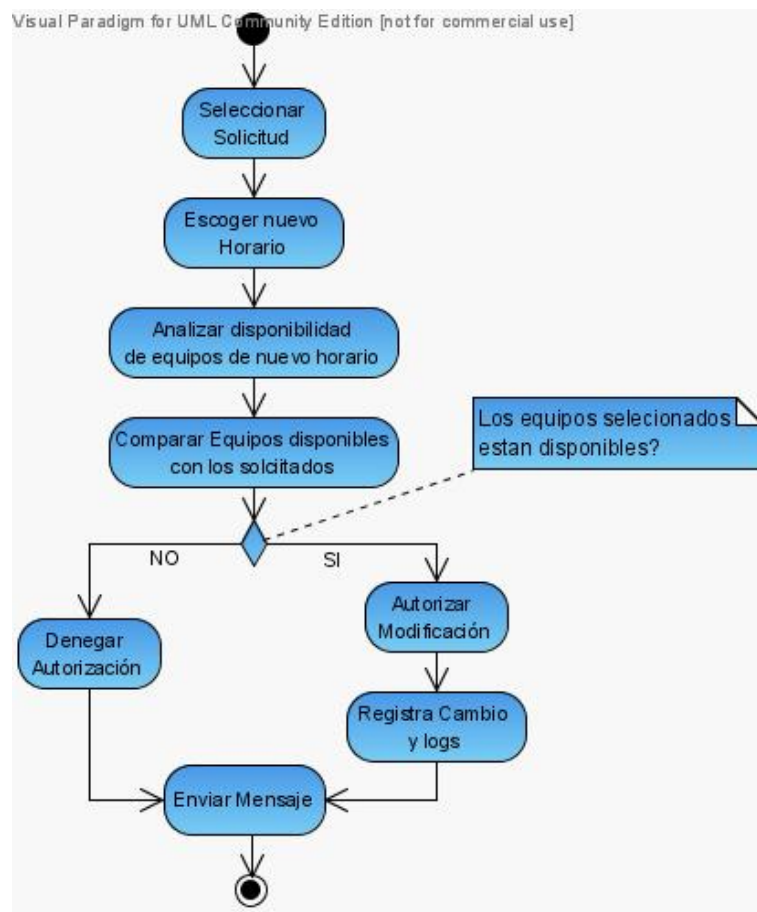 Visual Paradigm for UML Community Edition [not for commercial use]
Seleccionar
Solicitud
Escoger nuevo
Horario
Analizar disponibilidad
de equipos de nuevo horario
Comparar Equipos disponibles
con los solciitados
Los equipos selecionados
estan disponibles?
NO
SI
Autorizar
Modificación
Denegar
Autorización
Registra Cambio
y logs
Enviar Mensaje